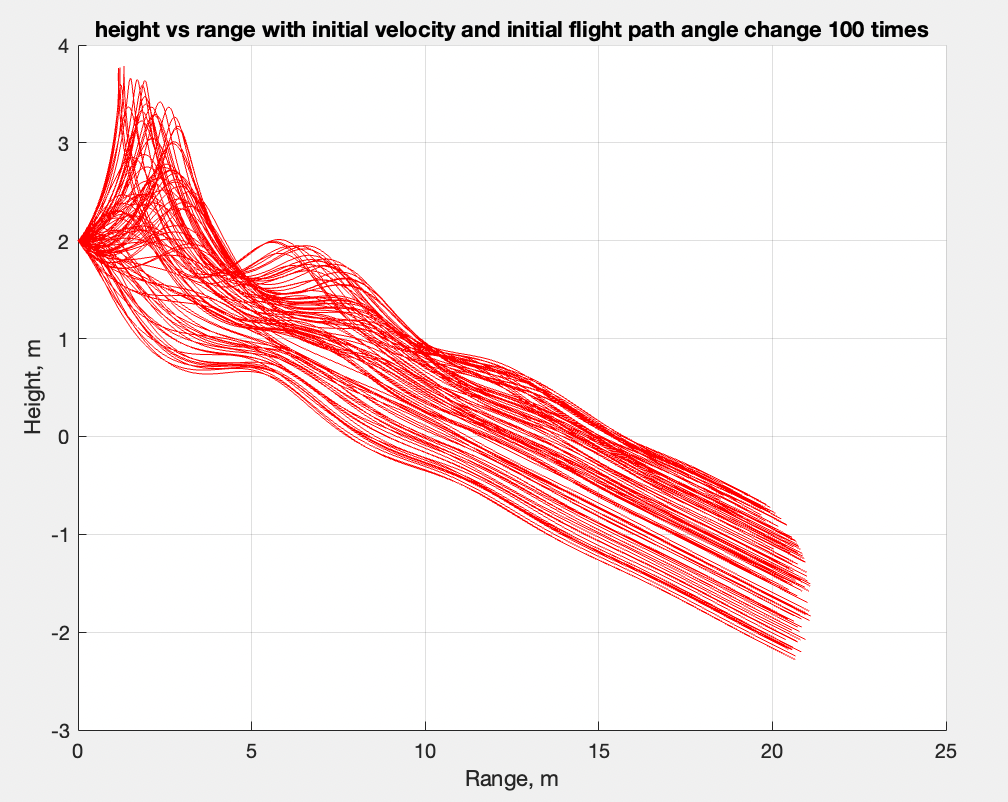 height vs range with initial velocity and initial flight path angle change 100 times
4
3
2
1
0
-1
-2
-3
Height, m
0 5 10 15 20 25
Range, m